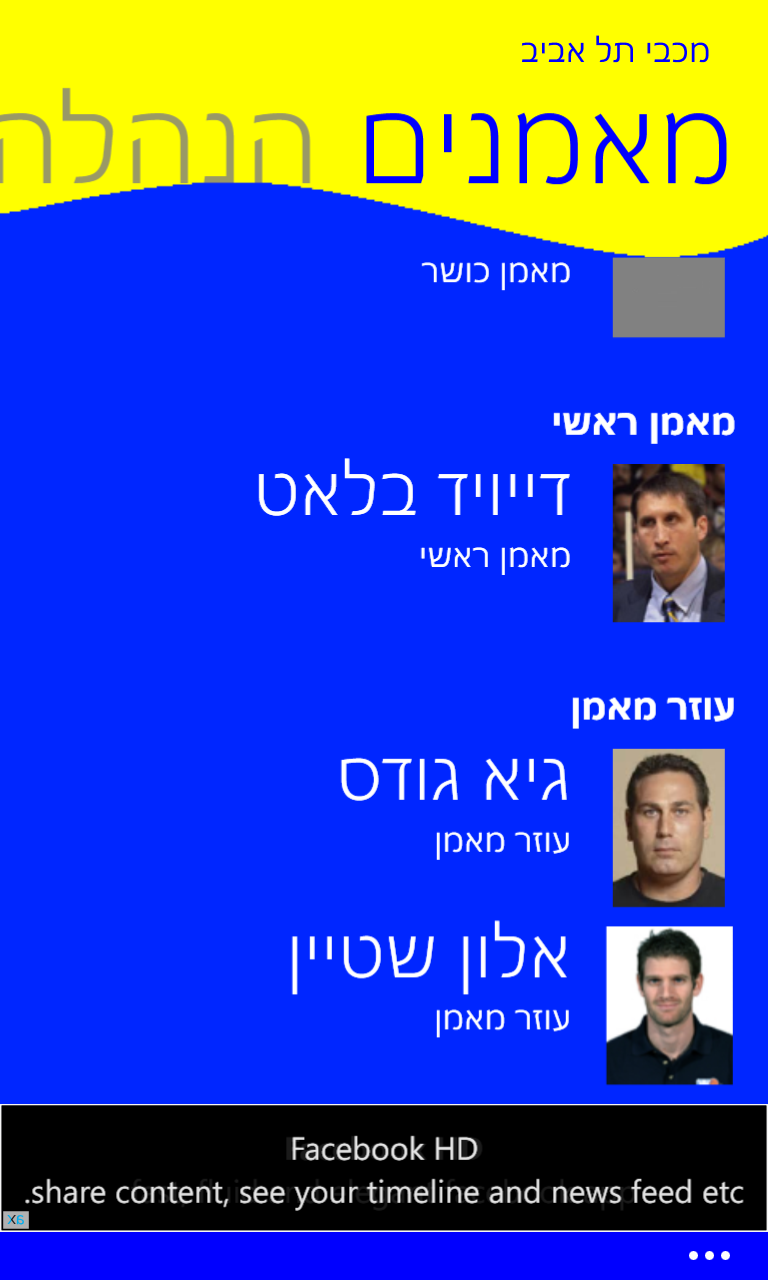 מכבי תל אביב
מאמנים הנהלה
מאמן כושר
מאמן ראשי
דייויד בלאט
מאמן ראשי
עוזר מאמן
גיא גודס
עוזר מאמן
אלון שטיין
עוזר מאמן
Facebook HD
.share content, see your timeline and news feed etc